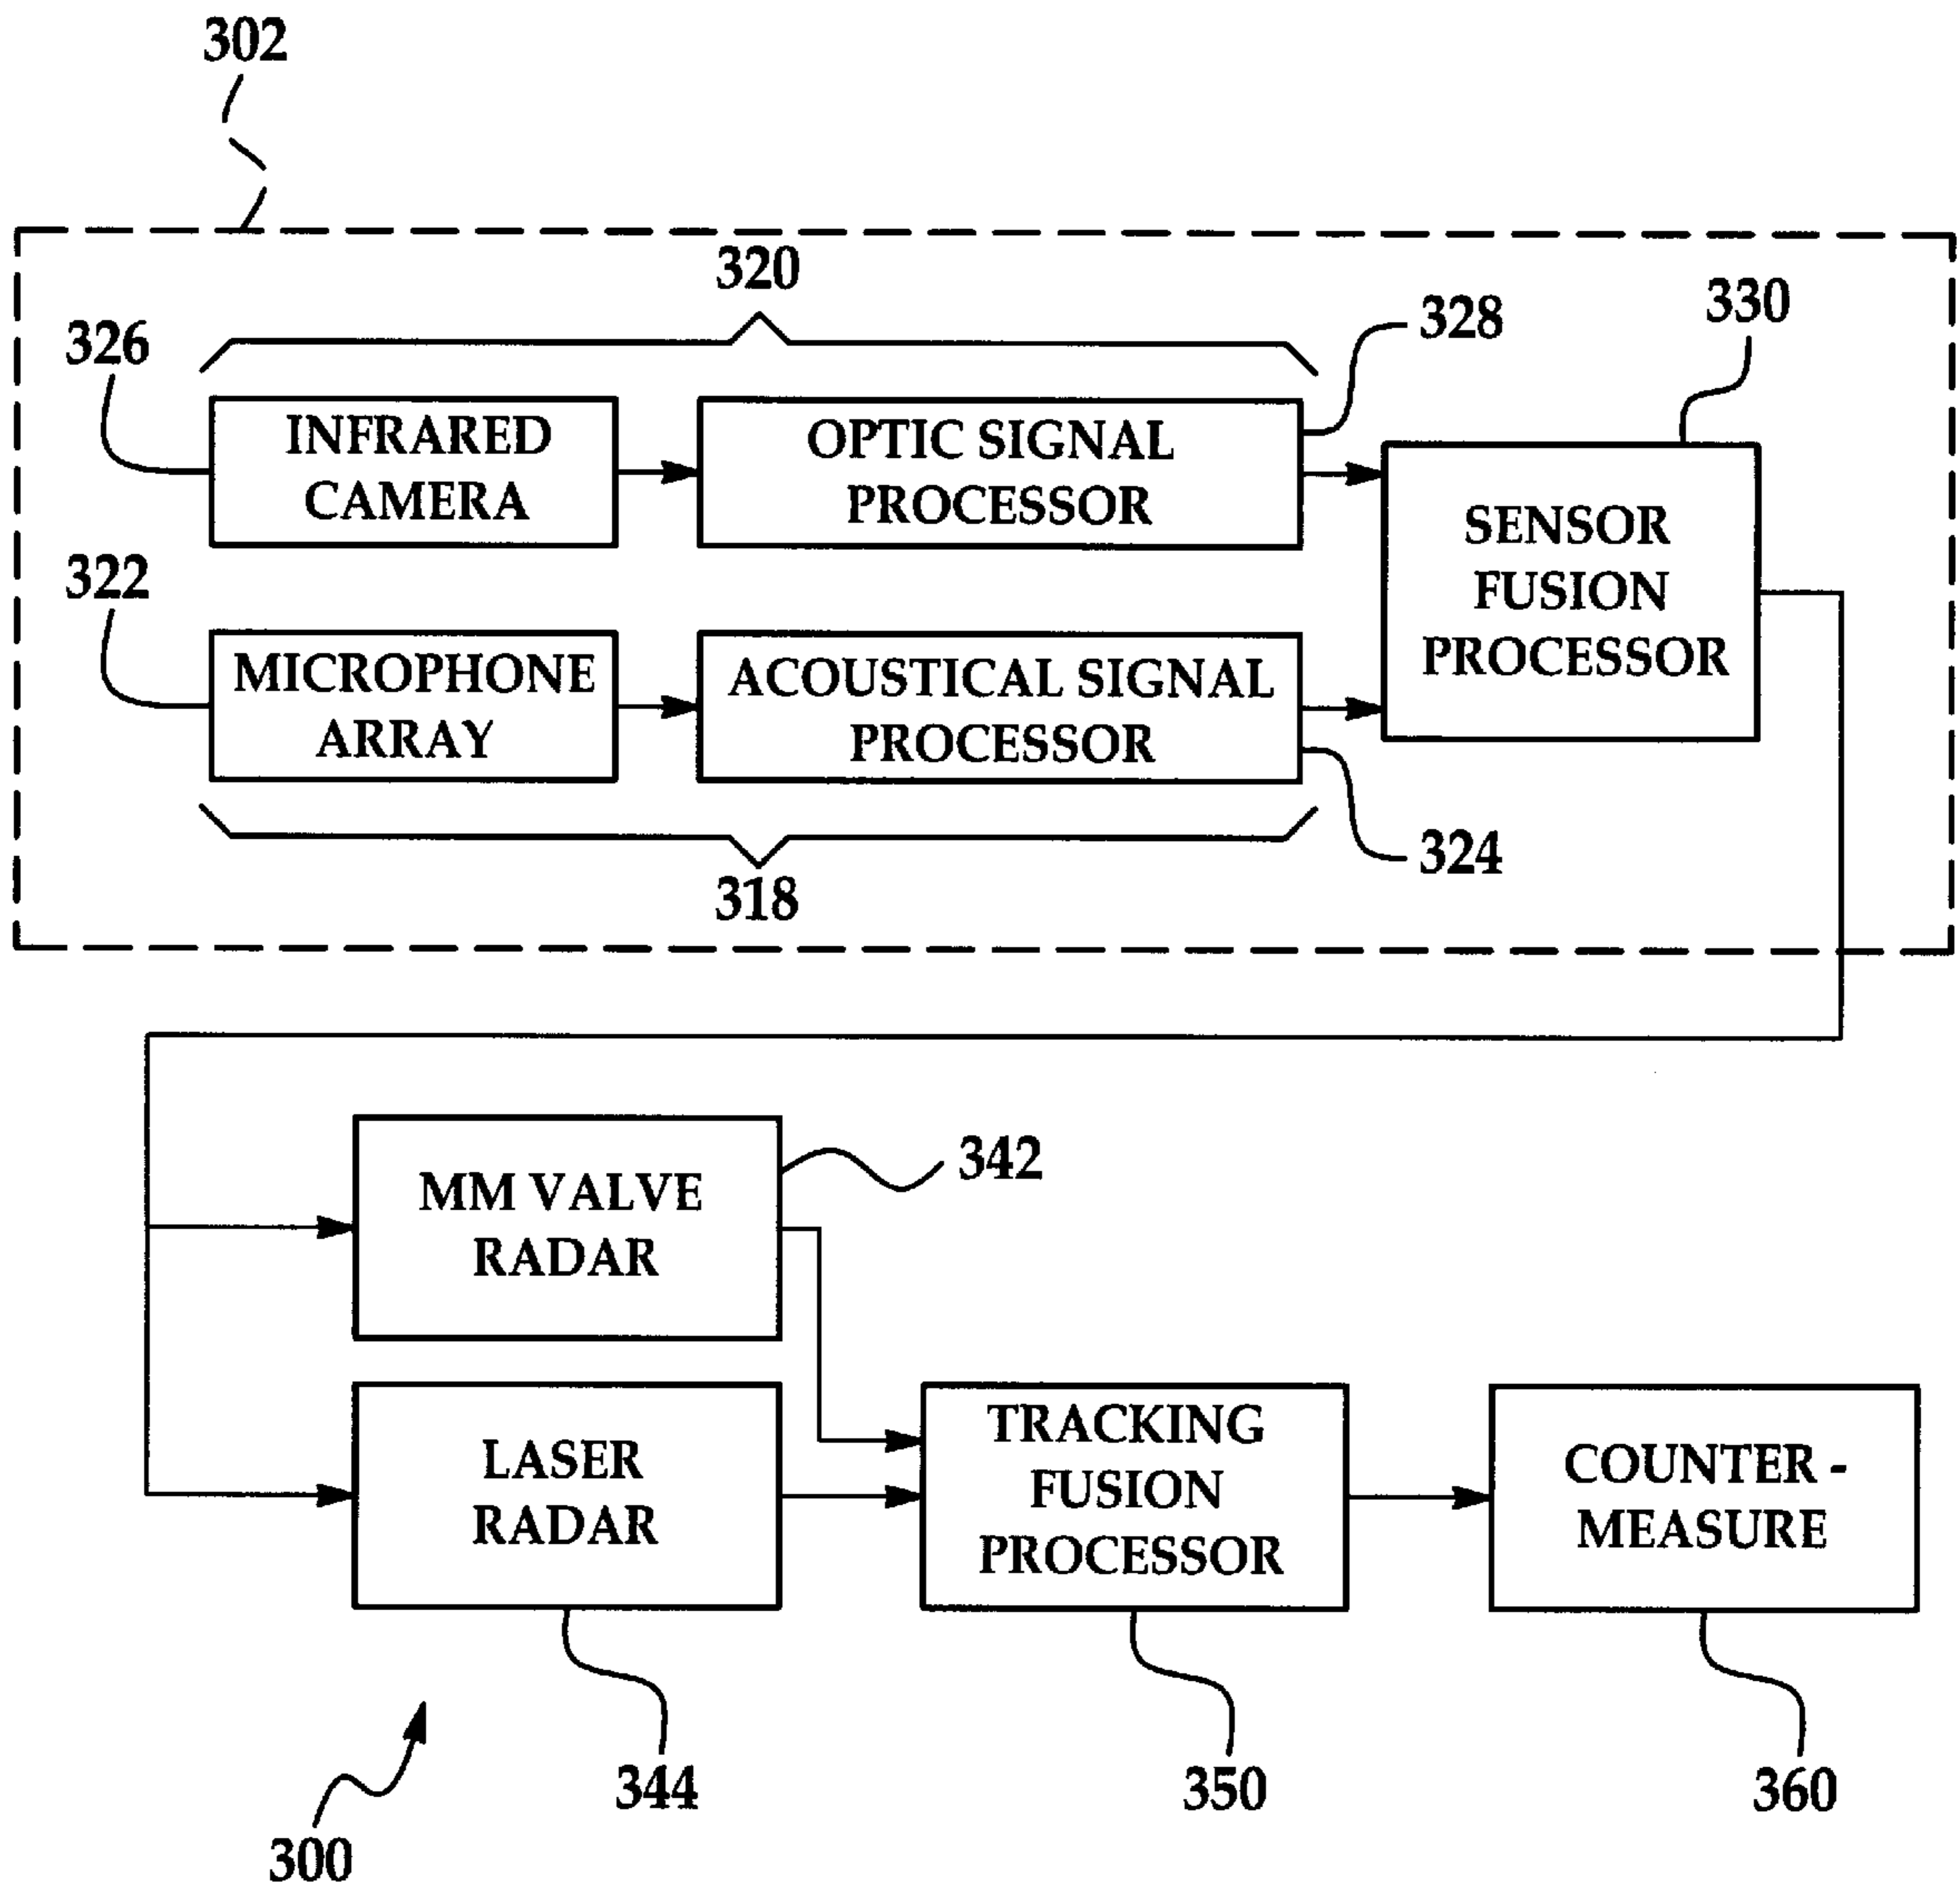 302
320
326
328
330
INFRARED
CAMERA
OPTIC SIGNAL
PROCESSOR
SENSOR
FUSION
PROCESSOR
322
MICROPHONE
ARRAY
ACOUSTICAL SIGNAL
PROCESSOR
324
318
MM VALVE
RADAR
342
LASER
RADAR
TRACKING
FUSION
PROCESSOR
COUNTER -
MEASURE
344
350
360
300